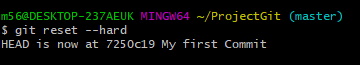 m56@DESKTOP-237AEUK MINGW64 ~/ProjectGit (master)
$ git reset --hard
HEAD is now at 7250c19 My first Commit